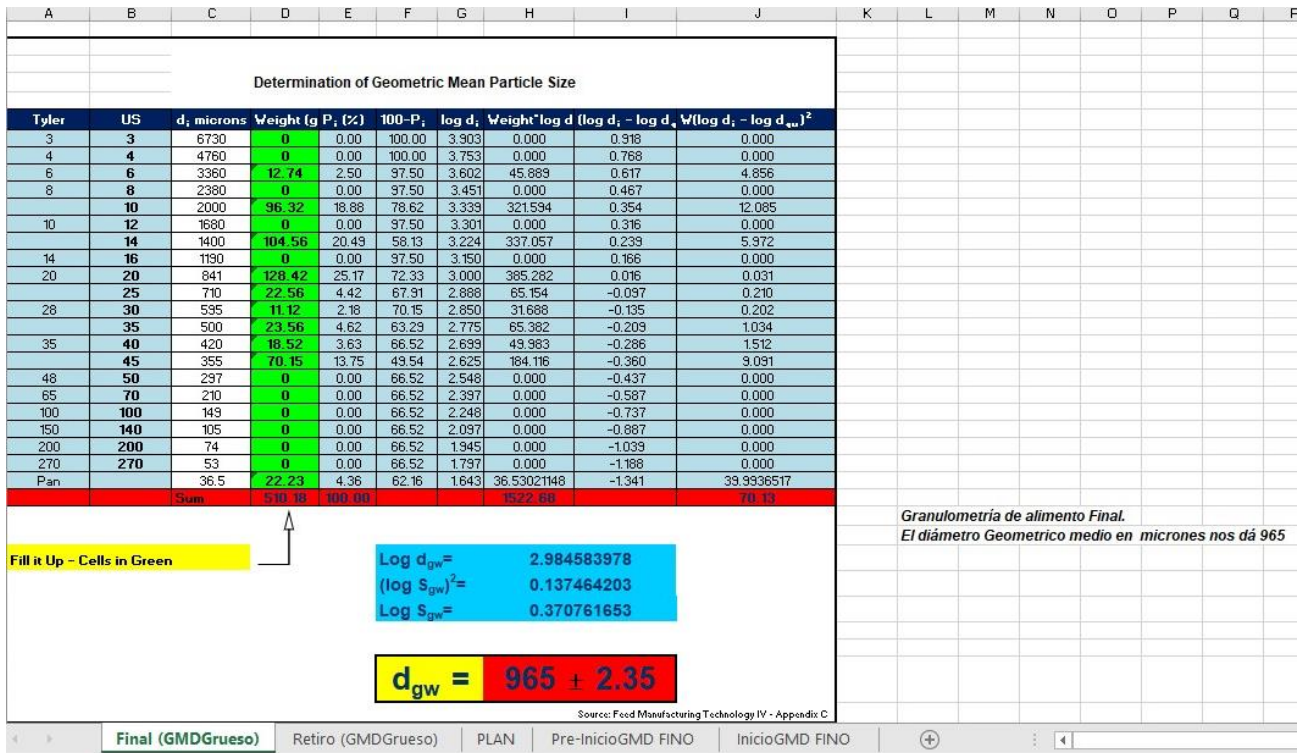 A B C D E F G H I J K L M N O P Q
Determination of Geometric Mean Particle Size
Tyler US di microns Weight (g Pi (%) 100-Pi log di Weight*log d (log di - log d W(log di - log dgw)2
3 3 6730 0 0.00 100.00 3.903 0.000 0.918 0.000
4 4 4760 0 0.00 100.00 3.753 0.000 0.768 0.000
6 6 3360 12.74 2.50 97.50 3.602 45.889 0.617 4.856
8 8 2380 0 0.00 97.50 3.451 0.000 0.467 0.000
10 2000 96.32 18.88 78.62 3.339 321.594 0.354 12.085
10 12 1680 0 0.00 97.50 3.301 0.000 0.316 0.000
14 1400 104.56 20.49 58.13 3.224 337.057 0.239 5.972
14 16 1190 0 0.00 97.50 3.150 0.000 0.166 0.000
20 20 841 128.42 25.17 72.33 3.000 385.282 0.016 0.031
25 710 22.56 4.42 67.91 2.888 65.154 -0.097 0.210
28 30 595 11.12 2.18 70.15 2.850 31.688 -0.135 0.202
35 500 23.56 4.62 63.29 2.775 65.382 -0.209 1.034
35 40 420 18.52 3.63 66.52 2.699 49.983 -0.286 1.512
45 355 70.15 13.75 49.54 2.625 184.116 -0.360 9.091
48 50 297 0 0.00 66.52 2.548 0.000 -0.437 0.000
65 70 210 0 0.00 66.52 2.397 0.000 -0.587 0.000
100 100 149 0 0.00 66.52 2.248 0.000 -0.737 0.000
150 140 105 0 0.00 66.52 2.097 0.000 -0.887 0.000
200 200 74 0 0.00 66.52 1.945 0.000 -1.039 0.000
270 270 53 0 0.00 66.52 1.797 0.000 -1.188 0.000
Pan 36.5 22.23 4.36 62.16 1.643 36.53021148 -1.341 39.9936517
Sum 510.18 100.00 1522.68 70.13
Granulometría de alimento Final.
El diámetro Geometrico medio en micrones nos dá 965
Fill it Up - Cells in Green
Log dgw= 2.984583978
(log Sgw)2= 0.137464203
Log Sgw= 0.370761653
dgw = 965 ± 2.35
Source: Feed Manufacturing Technology IV - Appendix C
Final (GMDGrueso) Retiro (GMDGrueso) PLAN Pre-InicioGMD FINO InicioGMD FINO